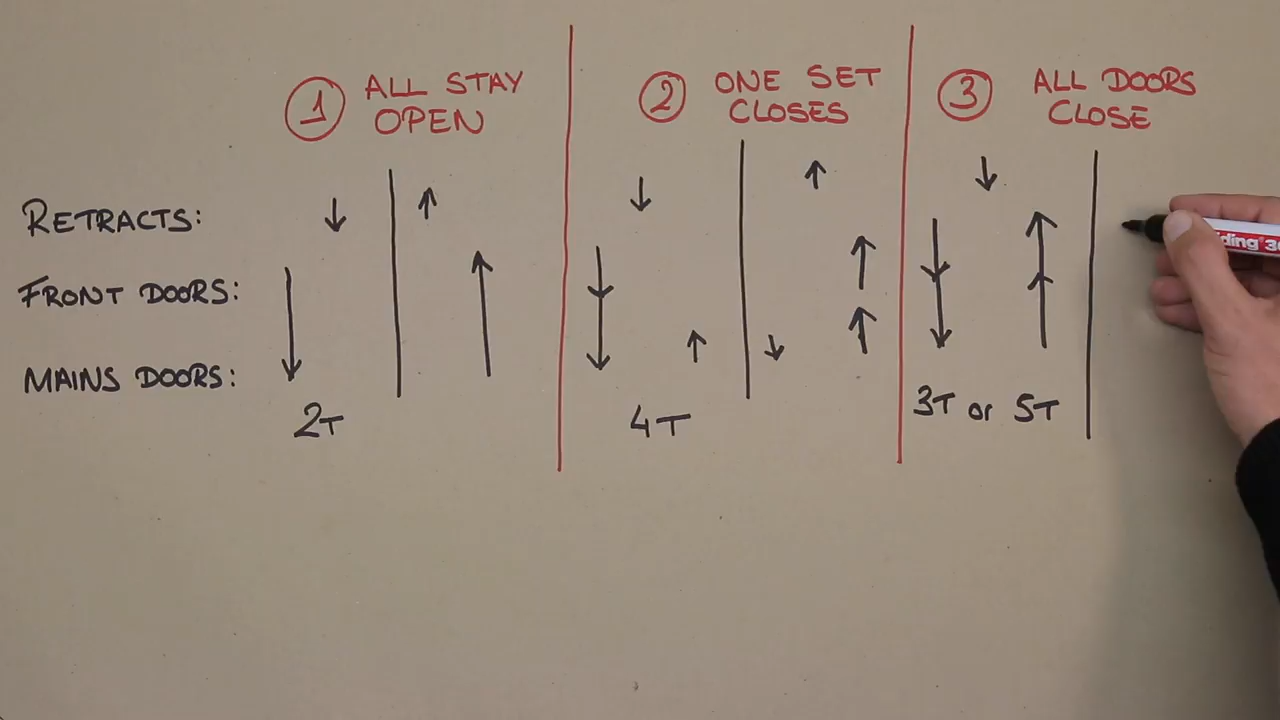 1 ALL STAY OPEN
2 ONE SET CLOSES
3 ALL DOORS CLOSE
RETRACTS:
FRONT DOORS:
MAINS DOORS:
2T
4T
3T or 5T